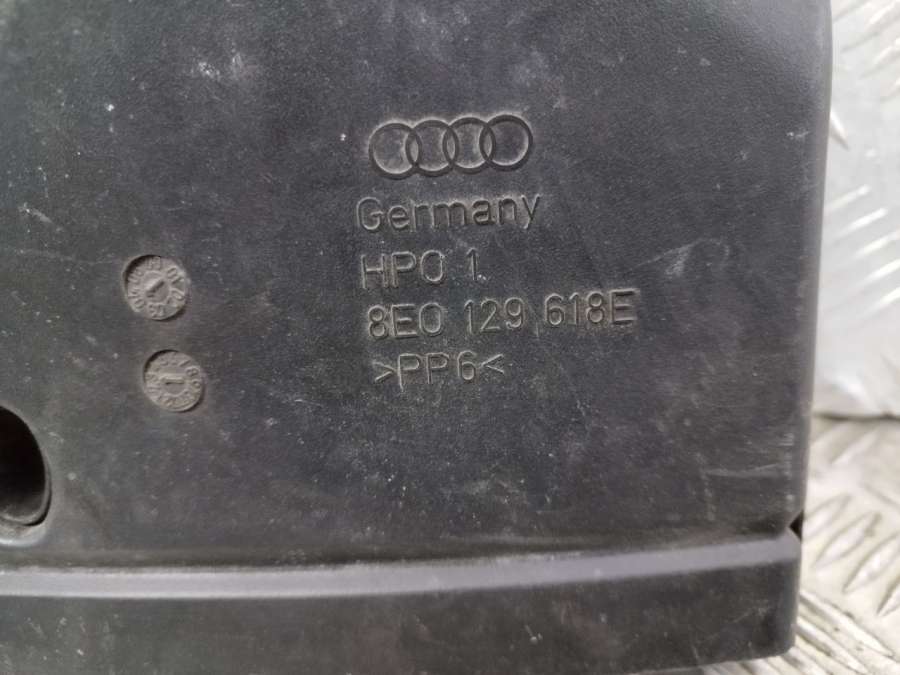 Germany
HPO 1
8E0 129 618E
>PP6<